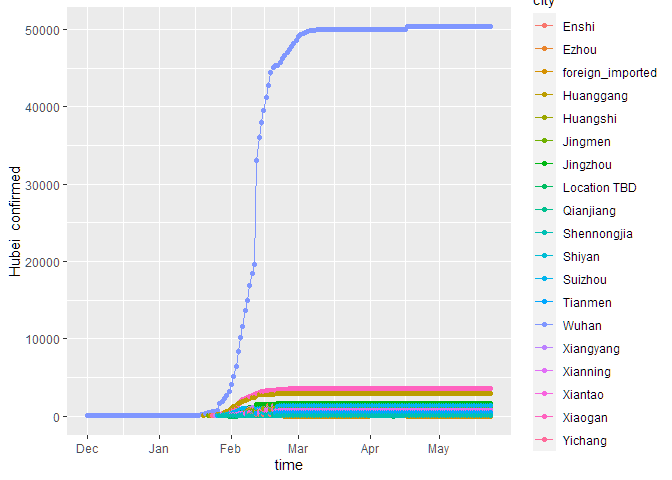 city
50000
40000
30000
20000
10000
0
Hubei confirmed
Dec
Jan
Feb
Mar
Apr
May
time
Enshi
Ezhou
foreign_imported
Huanggang
Huangshi
Jingmen
Jingzhou
Location TBD
Qianjiang
Shennongjia
Shiyan
Suizhou
Tianmen
Wuhan
Xiangyang
Xianning
Xiantao
Xiaogan
Yichang